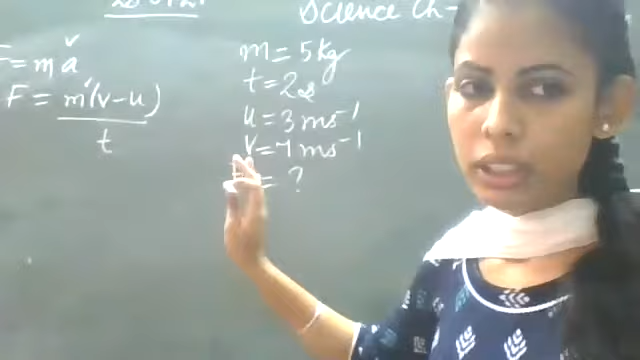 Science Ch-
F = ma
F = m(v-u)
t
m = 5kg
t = 2s
u = 3 ms⁻¹
v = 7 ms⁻¹
= ?